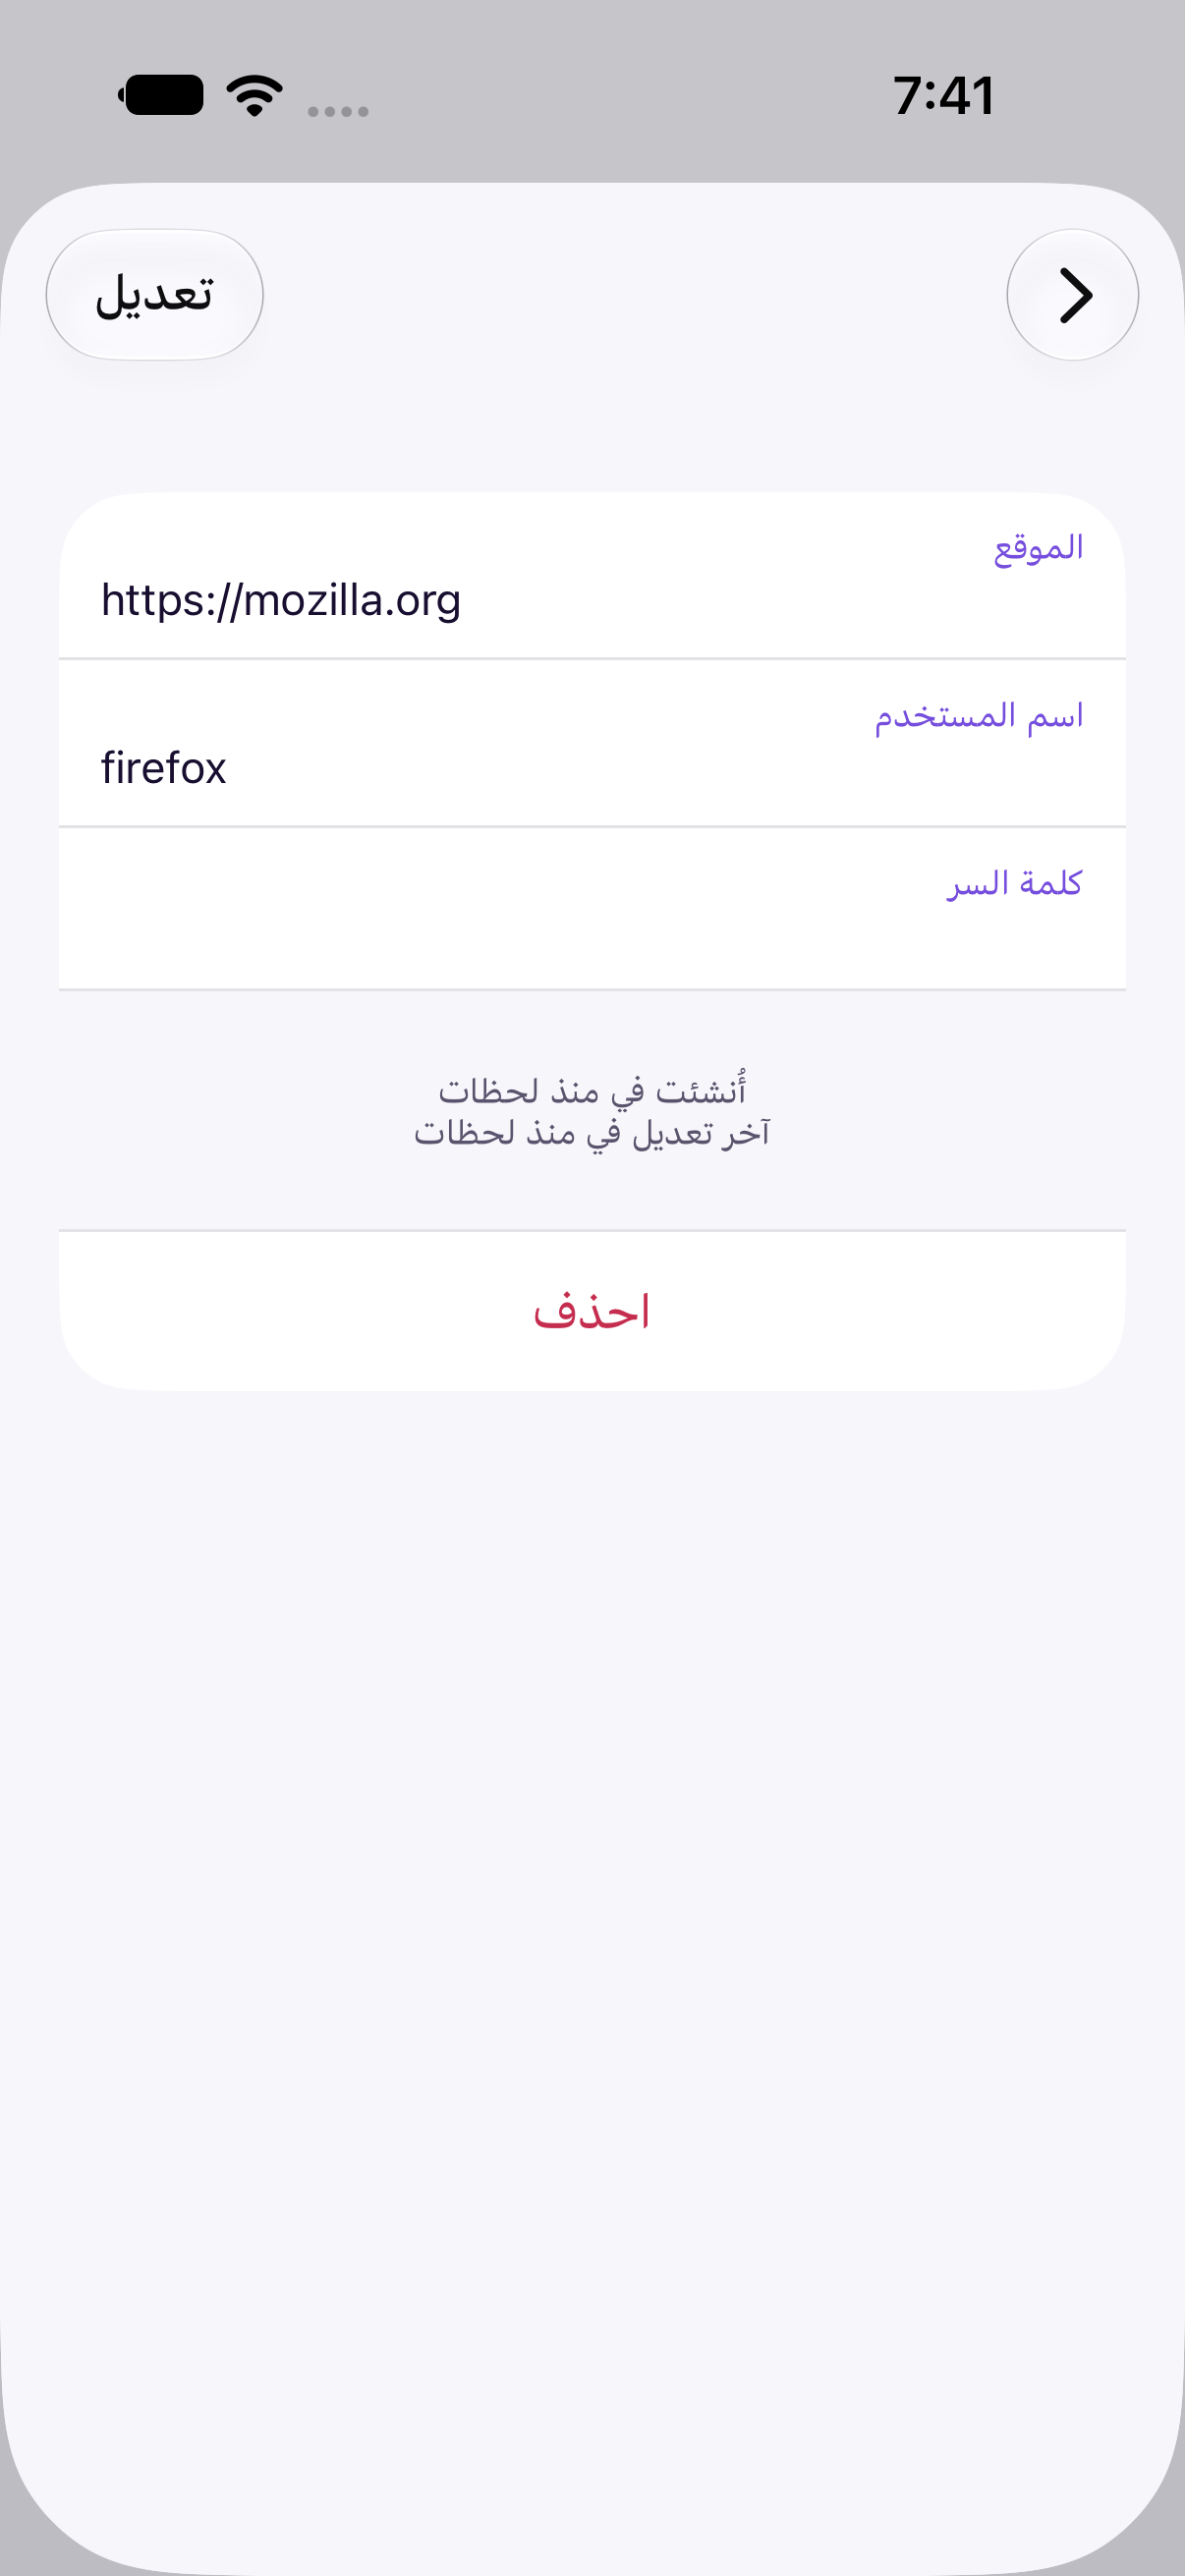 7:41
تعديل
الموقع
https://mozilla.org
اسم المستخدم
firefox
كلمة السر
أُنشئت في منذ لحظات
آخر تعديل في منذ لحظات
احذف